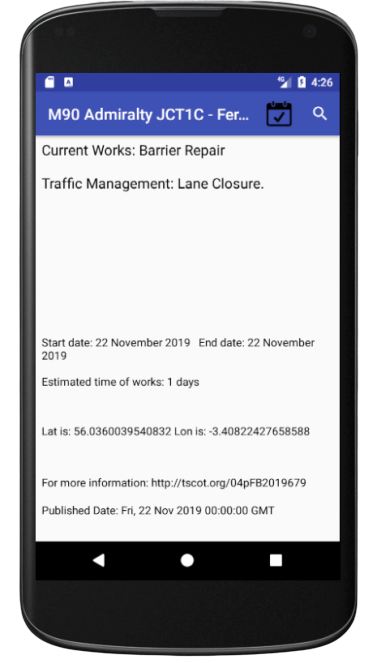 4G 4:26
M90 Admiralty JCT1C - Fer...
Current Works: Barrier Repair
Traffic Management: Lane Closure.
Start date: 22 November 2019   End date: 22 November
2019
Estimated time of works: 1 days
Lat is: 56.0360039540832 Lon is: -3.40822427658588
For more information: http://tscot.org/04pFB2019679
Published Date: Fri, 22 Nov 2019 00:00:00 GMT